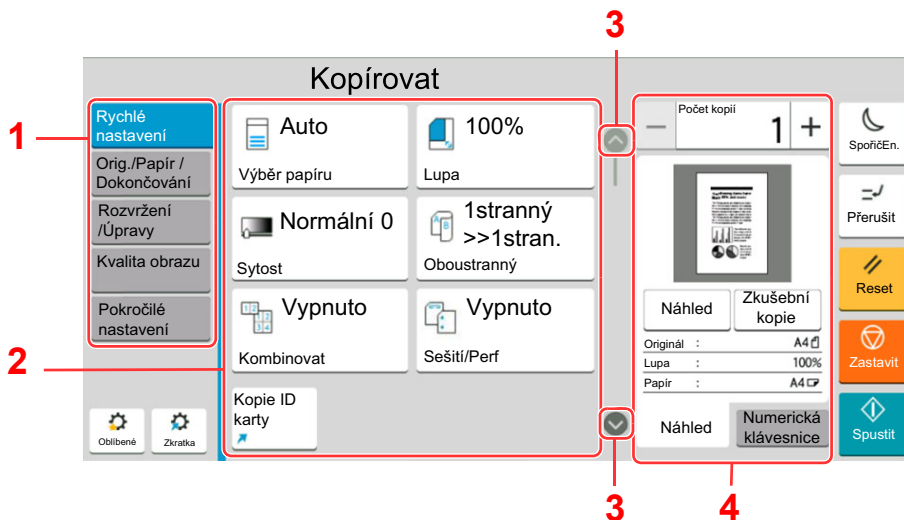 3
Kopírovat
1
Rychlé
nastavení
Orig./Papír /
Dokončování
Rozvržení
/Úpravy
Kvalita obrazu
Pokročilé
nastavení
Oblíbené
Zkratka
2
Auto
Výběr papíru
100%
Lupa
Normální 0
Sytost
1stranný
>>1stran.
Oboustranný
Vypnuto
Kombinovat
Vypnuto
Sešití/Perf
Kopie ID
karty
3
Počet kopií
1
Náhled
Zkušební
kopie
Originál : A4
Lupa : 100%
Papír : A4
Náhled
Numerická
klávesnice
4
SpořičEn.
Přerušit
Reset
Zastavit
Spustit